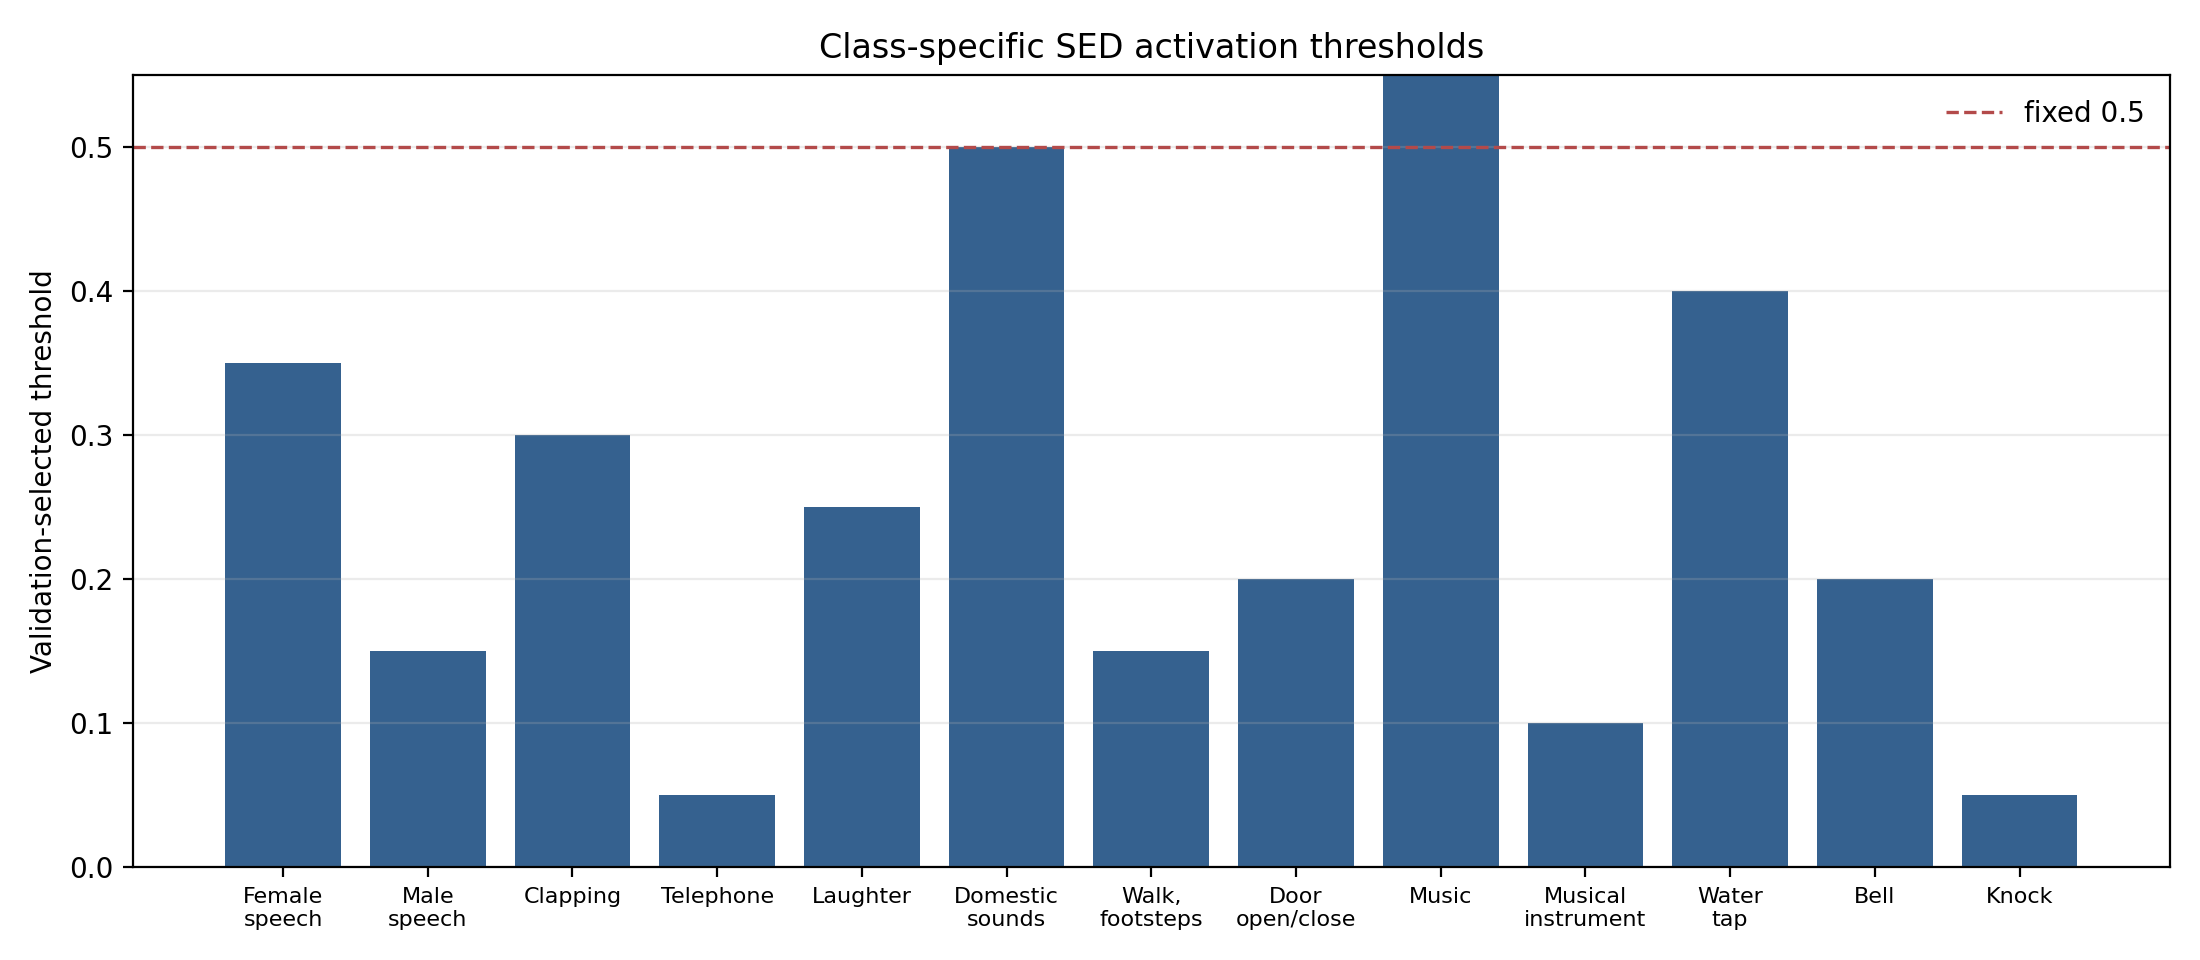 Class-specific SED activation thresholds
fixed 0.5
Validation-selected threshold
0.5
0.4
0.3
0.2
0.1
0.0
Female
speech
Male
speech
Clapping
Telephone
Laughter
Domestic
sounds
Walk,
footsteps
Door
open/close
Music
Musical
instrument
Water
tap
Bell
Knock